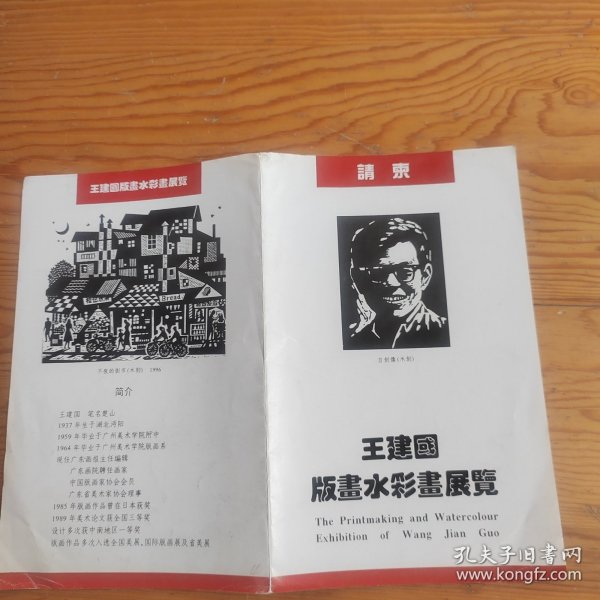 王建國版畫水彩畫展覽
Bread
不夜的街市(木刻) 1996
简介
王建国 笔名楚山
1937年生于湖北沔阳
1959年毕业于广州美术学院附中
1964年毕业于广州美术学院版画系
现任广东画报主任编辑
广东画院聘任画家
中国版画家协会会员
广东省美术家协会理事
1985年版画作品曾在日本获奖
1989年美术论文获全国三等奖
设计多次获中南地区一等奖
版画作品多次入选全国美展、国际版画展及省美展
請柬
自刻像(木刻)
王建國
版畫水彩畫展覽
The Printmaking and Watercolour
Exhibition of Wang Jian Guo
孔夫子旧书网
www.kongfz.com